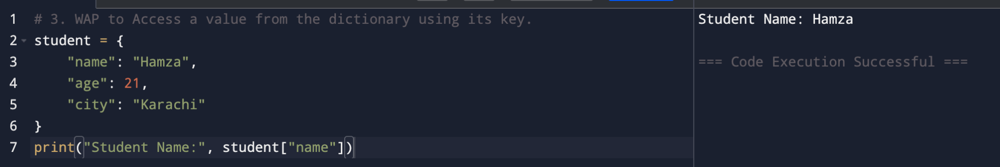 1 # 3. WAP to Access a value from the dictionary using its key.
2 student = {
3     "name": "Hamza",
4     "age": 21,
5     "city": "Karachi"
6 }
7 print("Student Name:", student["name"])
Student Name: Hamza
=== Code Execution Successful ===